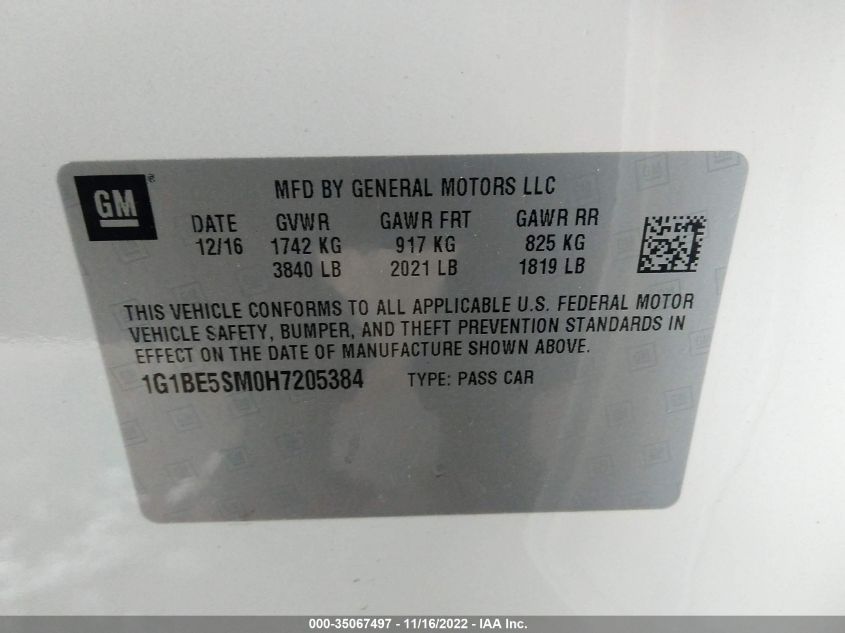 GM ®
MFD BY GENERAL MOTORS LLC
DATE GVWR GAWR FRT GAWR RR
12/16 1742 KG 917 KG 825 KG
3840 LB 2021 LB 1819 LB
THIS VEHICLE CONFORMS TO ALL APPLICABLE U.S. FEDERAL MOTOR
VEHICLE SAFETY, BUMPER, AND THEFT PREVENTION STANDARDS IN
EFFECT ON THE DATE OF MANUFACTURE SHOWN ABOVE.
1G1BE5SM0H7205384 TYPE: PASS CAR
000-35067497 - 11/16/2022 - IAA Inc.